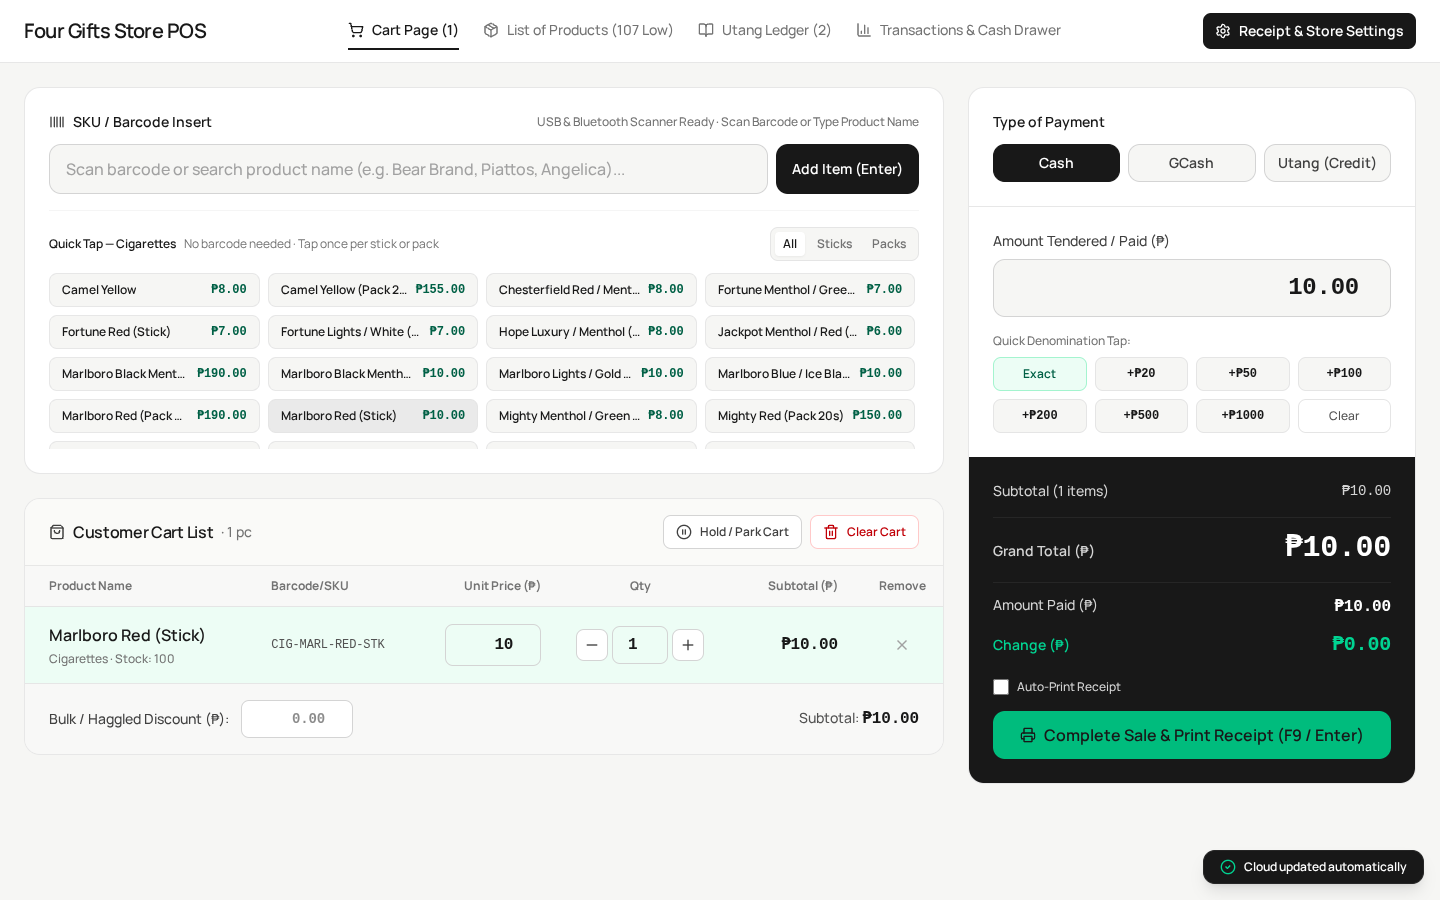 Four Gifts Store POS
Cart Page (1)
List of Products (107 Low)
Utang Ledger (2)
Transactions & Cash Drawer
Receipt & Store Settings
SKU / Barcode Insert
USB & Bluetooth Scanner Ready · Scan Barcode or Type Product Name
Scan barcode or search product name (e.g. Bear Brand, Piattos, Angelica)...
Add Item (Enter)
Quick Tap — Cigarettes No barcode needed · Tap once per stick or pack
All Sticks Packs
Camel Yellow ₱8.00
Camel Yellow (Pack 2... ₱155.00
Chesterfield Red / Ment... ₱8.00
Fortune Menthol / Gree... ₱7.00
Fortune Red (Stick) ₱7.00
Fortune Lights / White (... ₱7.00
Hope Luxury / Menthol (... ₱8.00
Jackpot Menthol / Red (... ₱6.00
Marlboro Black Ment... ₱190.00
Marlboro Black Menth... ₱10.00
Marlboro Lights / Gold ... ₱10.00
Marlboro Blue / Ice Bla... ₱10.00
Marlboro Red (Pack ... ₱190.00
Marlboro Red (Stick) ₱10.00
Mighty Menthol / Green ... ₱8.00
Mighty Red (Pack 20s) ₱150.00
Customer Cart List · 1 pc
Hold / Park Cart
Clear Cart
Product Name Barcode/SKU Unit Price (₱) Qty Subtotal (₱) Remove
Marlboro Red (Stick)
Cigarettes · Stock: 100
CIG-MARL-RED-STK
10
1
₱10.00
Bulk / Haggled Discount (₱): 0.00
Subtotal: ₱10.00
Type of Payment
Cash
GCash
Utang (Credit)
Amount Tendered / Paid (₱)
10.00
Quick Denomination Tap:
Exact +₱20 +₱50 +₱100
+₱200 +₱500 +₱1000 Clear
Subtotal (1 items) ₱10.00
Grand Total (₱) ₱10.00
Amount Paid (₱) ₱10.00
Change (₱) ₱0.00
Auto-Print Receipt
Complete Sale & Print Receipt (F9 / Enter)
Cloud updated automatically